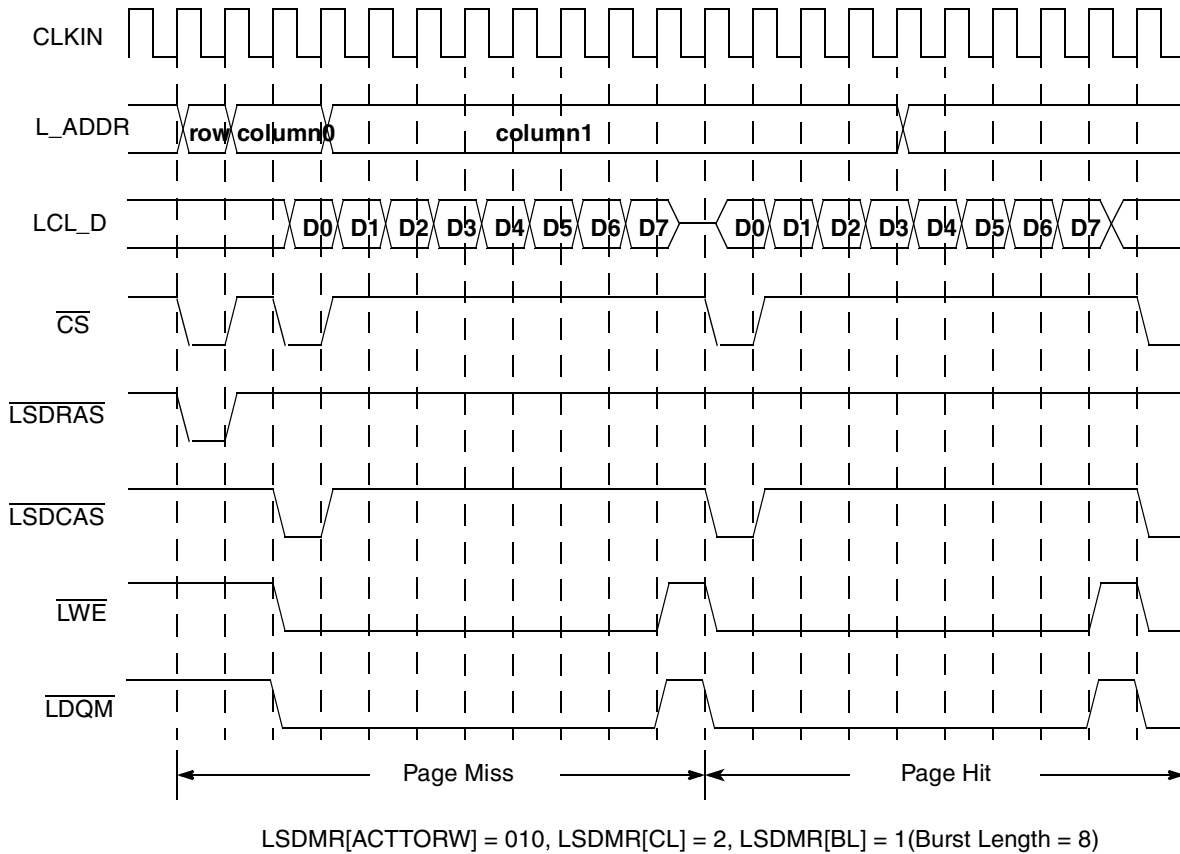 CLKIN
L_ADDR row column0 column1
LCL_D D0 D1 D2 D3 D4 D5 D6 D7 D0 D1 D2 D3 D4 D5 D6 D7
CS
LSDRAS
LSDCAS
LWE
LDQM
Page Miss Page Hit
LSDMR[ACTTORW] = 010, LSDMR[CL] = 2, LSDMR[BL] = 1(Burst Length = 8)